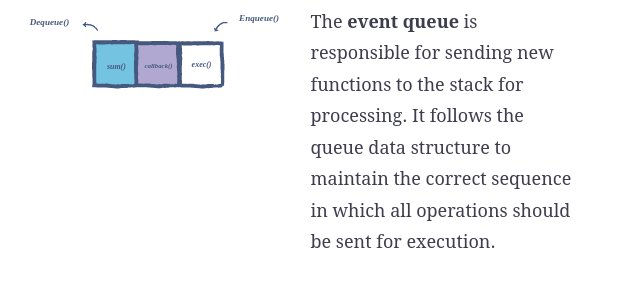 Dequeue()
Enqueue()
sum()
callback()
exec()
The event queue is
responsible for sending new
functions to the stack for
processing. It follows the
queue data structure to
maintain the correct sequence
in which all operations should
be sent for execution.